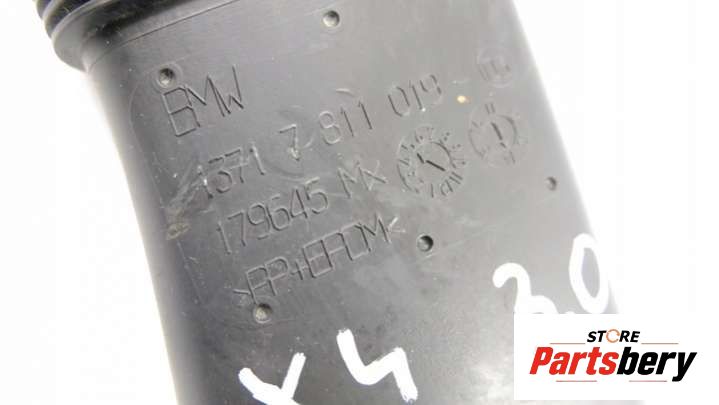 BMW
1371 7 811 019
179645 Mx
>PP+EPDM<
X4 3.0
STORE
Partsbery